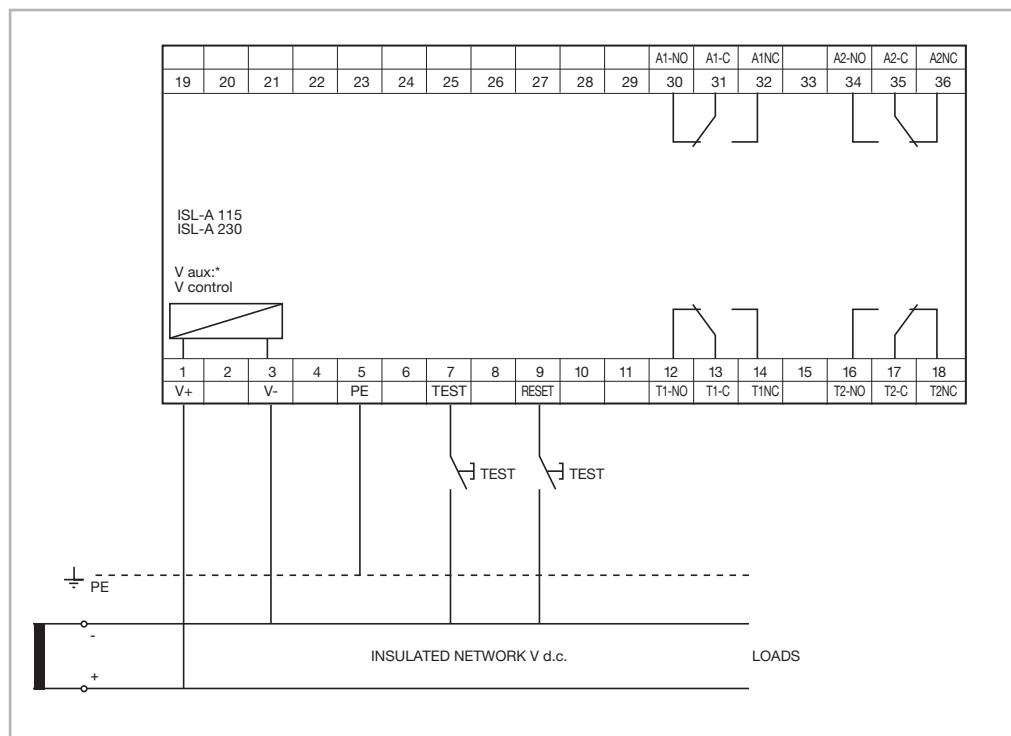 A1-NO A1-C A1NC A2-NO A2-C A2NC
19 20 21 22 23 24 25 26 27 28 29 30 31 32 33 34 35 36
ISL-A 115
ISL-A 230
V aux:*
V control
1 2 3 4 5 6 7 8 9 10 11 12 13 14 15 16 17 18
V+ V- PE TEST RESET T1-NO T1-C T1NC T2-NO T2-C T2NC
TEST TEST
PE
-
INSULATED NETWORK V d.c. LOADS
+